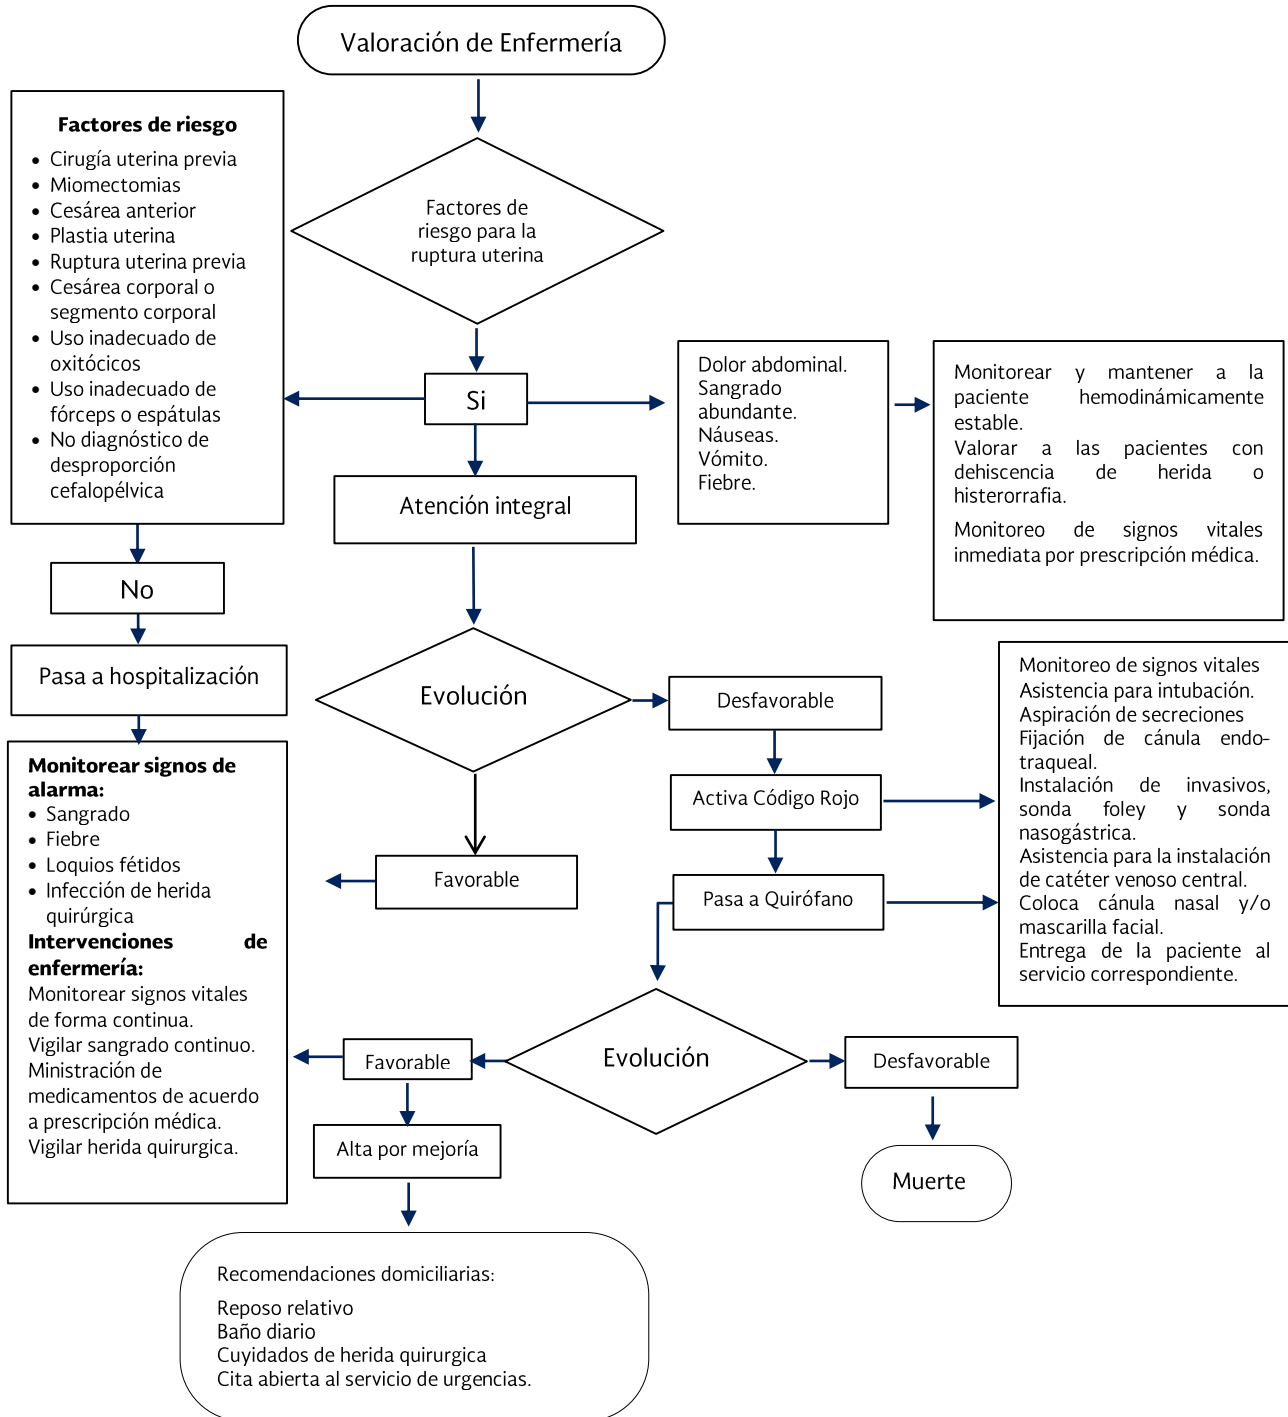 Valoración de Enfermería
Factores de riesgo
• Cirugía uterina previa
• Miomectomias
• Cesárea anterior
• Plastia uterina
• Ruptura uterina previa
• Cesárea corporal o
segmento corporal
• Uso inadecuado de
oxitócicos
• Uso inadecuado de
fórceps o espátulas
• No diagnóstico de
desproporción
cefalopélvica
Factores de
riesgo para la
ruptura uterina
Si
Dolor abdominal.
Sangrado
abundante.
Náuseas.
Vómito.
Fiebre.
Monitorear y mantener a la
paciente hemodinámicamente
estable.
Valorar a las pacientes con
dehiscencia de herida o
histerorrafia.
Monitoreo de signos vitales
inmediata por prescripción médica.
Atención integral
No
Pasa a hospitalización
Evolución
Desfavorable
Activa Código Rojo
Pasa a Quirófano
Monitoreo de signos vitales
Asistencia para intubación.
Aspiración de secreciones
Fijación de cánula endo-
traqueal.
Instalación de invasivos,
sonda foley y sonda
nasogástrica.
Asistencia para la instalación
de catéter venoso central.
Coloca cánula nasal y/o
mascarilla facial.
Entrega de la paciente al
servicio correspondiente.
Favorable
Monitorear signos de
alarma:
• Sangrado
• Fiebre
• Loquios fétidos
• Infección de herida
quirúrgica
Intervenciones de
enfermería:
Monitorear signos vitales
de forma continua.
Vigilar sangrado continuo.
Ministración de
medicamentos de acuerdo
a prescripción médica.
Vigilar herida quirurgica.
Evolución
Favorable
Desfavorable
Alta por mejoría
Muerte
Recomendaciones domiciliarias:
Reposo relativo
Baño diario
Cuyidados de herida quirurgica
Cita abierta al servicio de urgencias.